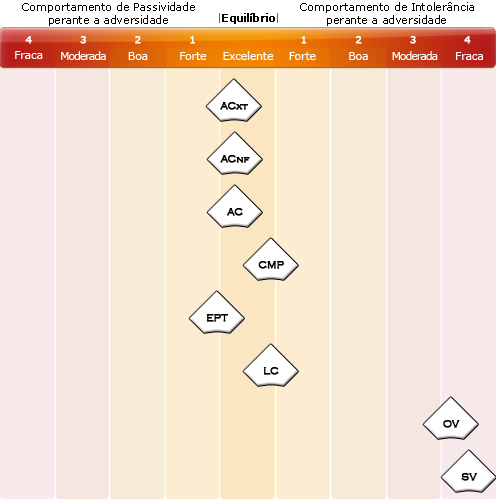 Comportamento de Passividade
perante a adversidade
|Equilíbrio|
Comportamento de Intolerância
perante a adversidade
4 3 2 1 1 2 3 4
Fraca Moderada Boa Forte Excelente Forte Boa Moderada Fraca
ACXT
ACNF
AC
CMP
EPT
LC
OV
SV